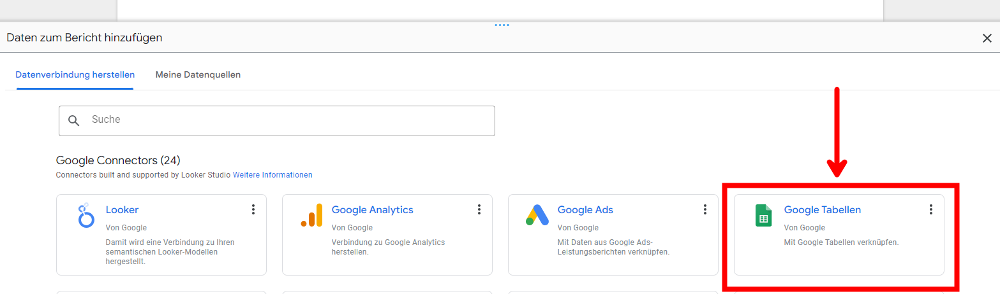 Daten zum Bericht hinzufügen
Datenverbindung herstellen
Meine Datenquellen
Suche
Google Connectors (24)
Connectors built and supported by Looker Studio Weitere Informationen
Looker
Von Google
Damit wird eine Verbindung zu Ihren
semantischen Looker-Modellen
hergestellt.
Google Analytics
Von Google
Verbindung zu Google Analytics
herstellen.
Google Ads
Von Google
Mit Daten aus Google Ads-
Leistungsberichten verknüpfen.
Google Tabellen
Von Google
Mit Google Tabellen verknüpfen.